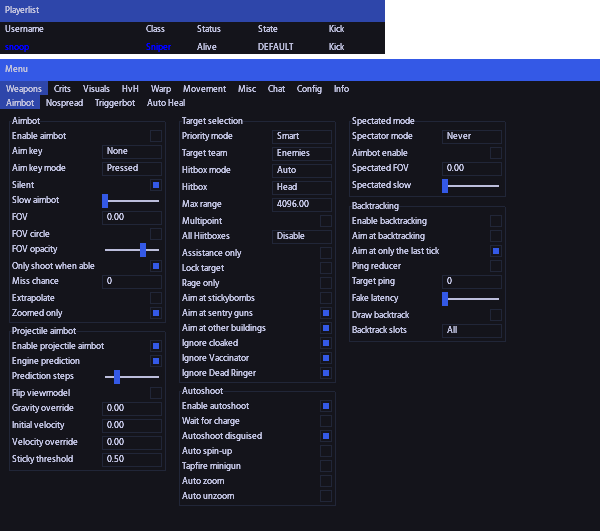 Playerlist
Username Class Status State Kick
Alive DEFAULT Kick
Menu
Weapons Crits Visuals HvH Warp Movement Misc Chat Config Info
Aimbot Nospread Triggerbot Auto Heal
Aimbot
Enable aimbot
Aim key None
Aim key mode Pressed
Silent
Slow aimbot
FOV 0.00
FOV circle
FOV opacity
Only shoot when able
Miss chance 0
Extrapolate
Zoomed only
Projectile aimbot
Enable projectile aimbot
Engine prediction
Prediction steps
Flip viewmodel
Gravity override 0.00
Initial velocity 0.00
Velocity override 0.00
Sticky threshold 0.50
Target selection
Priority mode Smart
Target team Enemies
Hitbox mode Auto
Hitbox Head
Max range 4096.00
Multipoint
All Hiitboxes Disable
Assistance only
Lock target
Rage only
Aim at stickybombs
Aim at sentry guns
Aim at other buildings
Ignore cloaked
Ignore Vaccinator
Ignore Dead Ringer
Autoshoot
Enable autoshoot
Wait for charge
Autoshoot disguised
Auto spin-up
Tapfire minigun
Auto zoom
Auto unzoom
Spectated mode
Spectator mode Never
Aimbot enable
Spectated FOV 0.00
Spectated slow
Backtracking
Enable backtracking
Aim at backtracking
Aim at only the last tick
Ping reducer
Target ping 0
Fake latency
Draw backtrack
Backtrack slots All